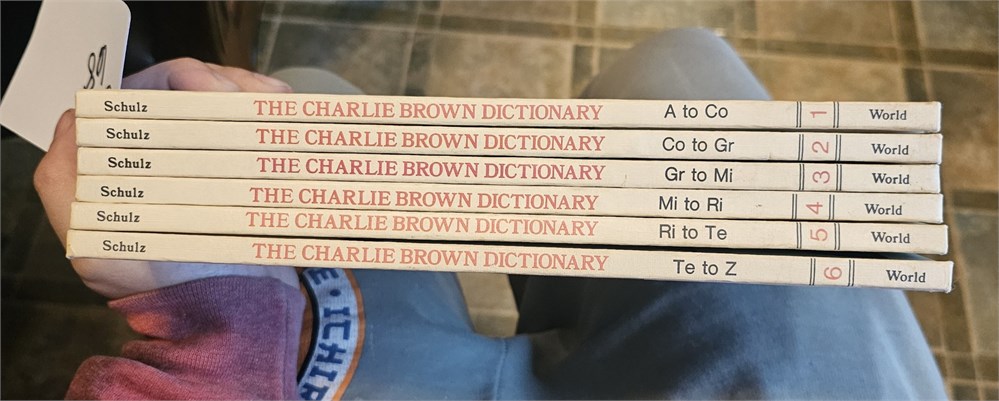 89
Schulz THE CHARLIE BROWN DICTIONARY A to Co 1 World
Schulz THE CHARLIE BROWN DICTIONARY Co to Gr 2 World
Schulz THE CHARLIE BROWN DICTIONARY Gr to Mi 3 World
Schulz THE CHARLIE BROWN DICTIONARY Mi to Ri 4 World
Schulz THE CHARLIE BROWN DICTIONARY Ri to Te 5 World
Schulz THE CHARLIE BROWN DICTIONARY Te to Z 6 World